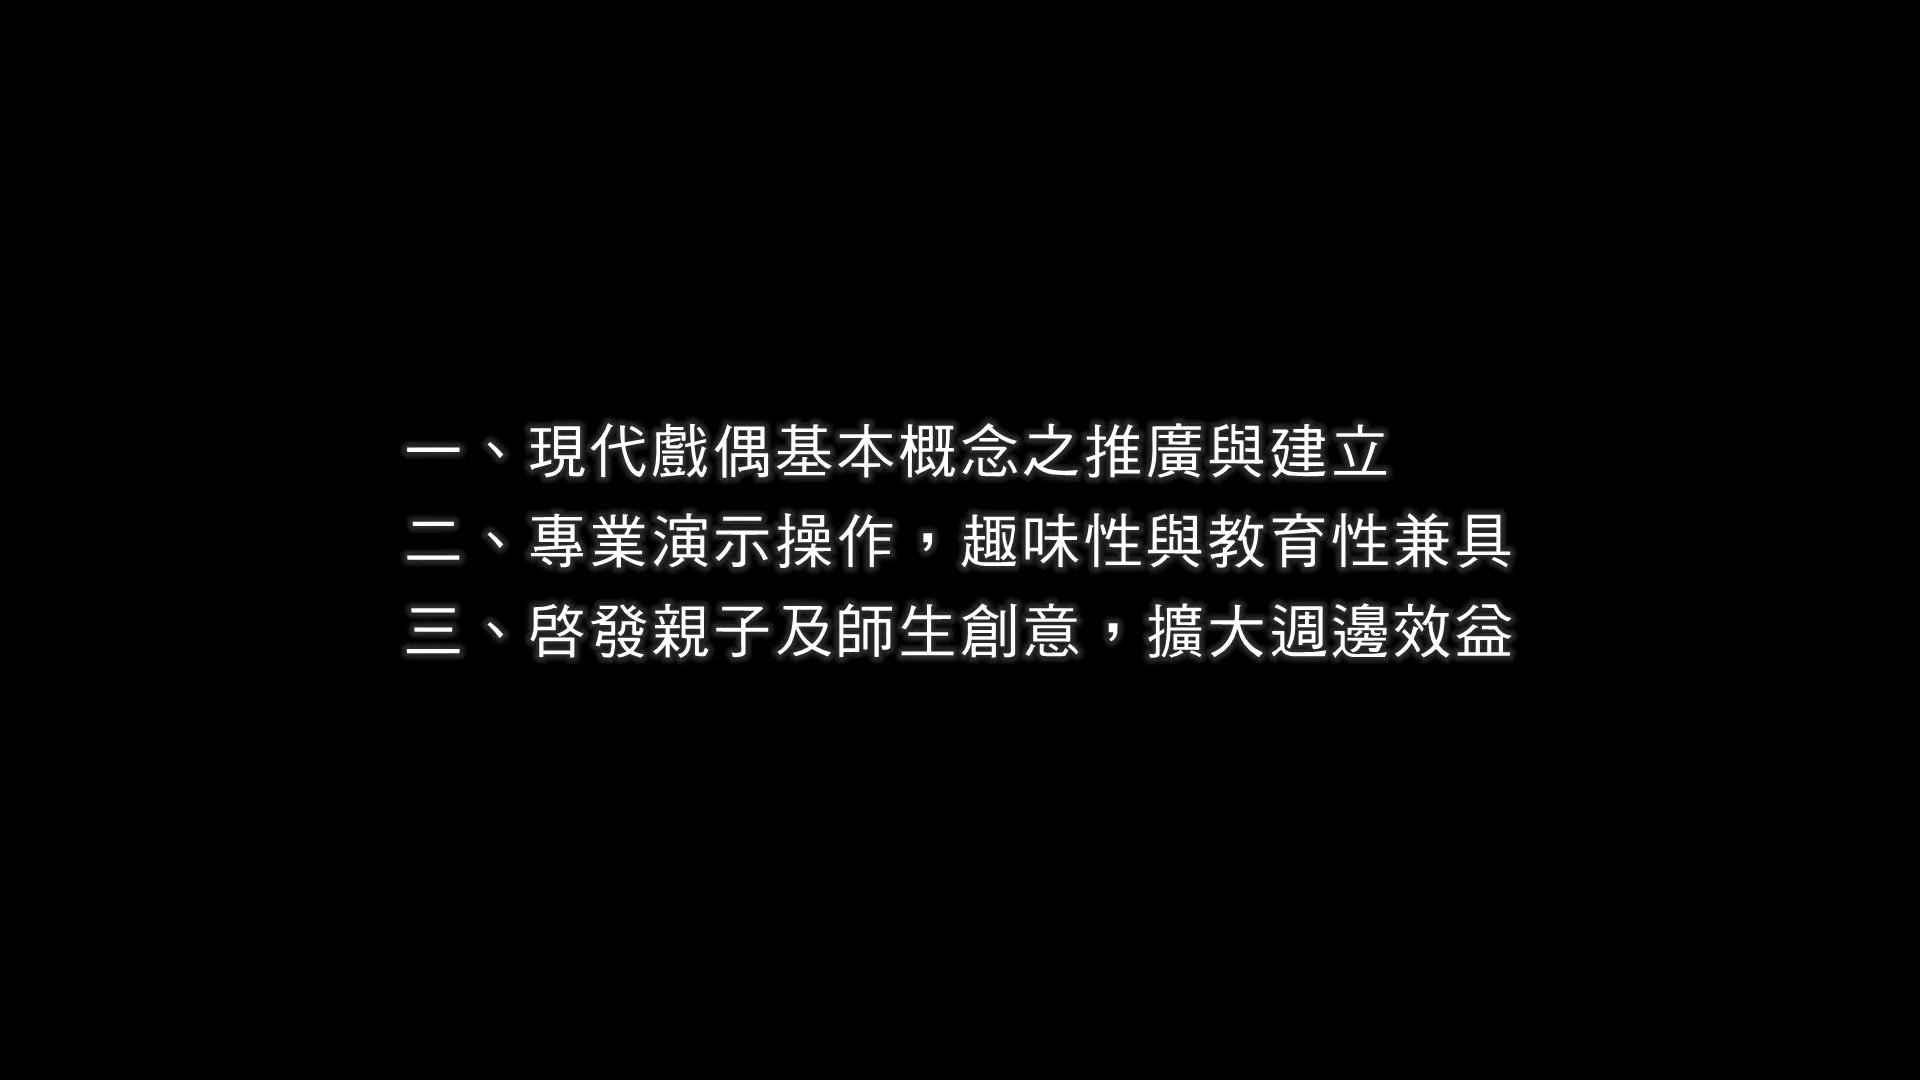 一、現代戲偶基本概念之推廣與建立
二、專業演示操作，趣味性與教育性兼具
三、啓發親子及師生創意，擴大週邊效益